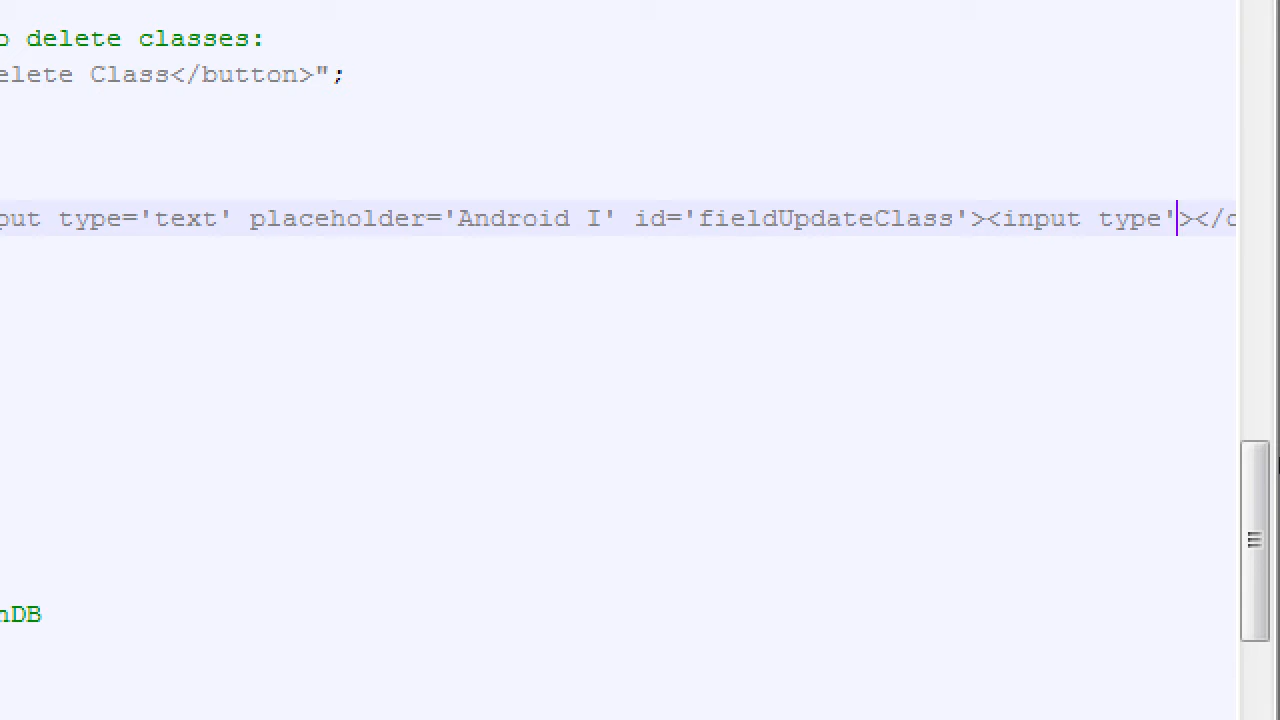 o delete classes:
elete Class</button>";
put type='text' placeholder='Android I' id='fieldUpdateClass'><input type'></c
nDB